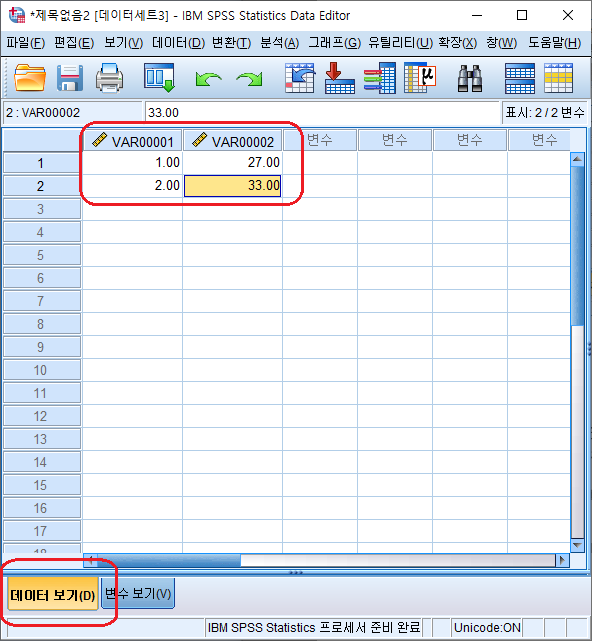 *제목없음2 [데이터세트3] - IBM SPSS Statistics Data Editor
파일(F) 편집(E) 보기(V) 데이터(D) 변환(T) 분석(A) 그래프(G) 유틸리티(U) 확장(X) 창(W) 도움말(H)
2 : VAR00002 33.00 표시: 2 / 2 변수
VAR00001 VAR00002 변수 변수 변수 변수
1 1.00 27.00
2 2.00 33.00
3
4
5
6
7
8
9
10
11
12
13
14
15
16
17
18
데이터 보기(D) 변수 보기(V)
IBM SPSS Statistics 프로세서 준비 완료 Unicode:ON